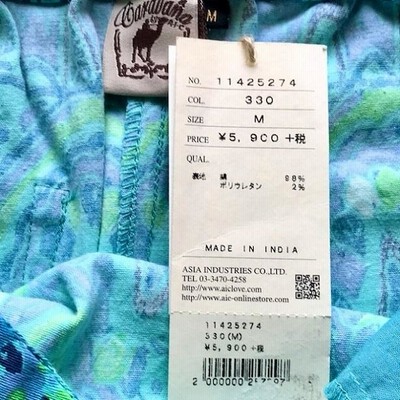 Caravana
M
NO. 11425274
COL. 330
SIZE M
PRICE ¥5,900+税
QUAL.
表地 綿 98%
ポリウレタン 2%
MADE IN INDIA
ASIA INDUSTRIES CO.,LTD.
TEL 03-3470-4258
http://www.aiclove.com
www.aic-onlinestore.com
11425274
330(M)
¥5,900 +税